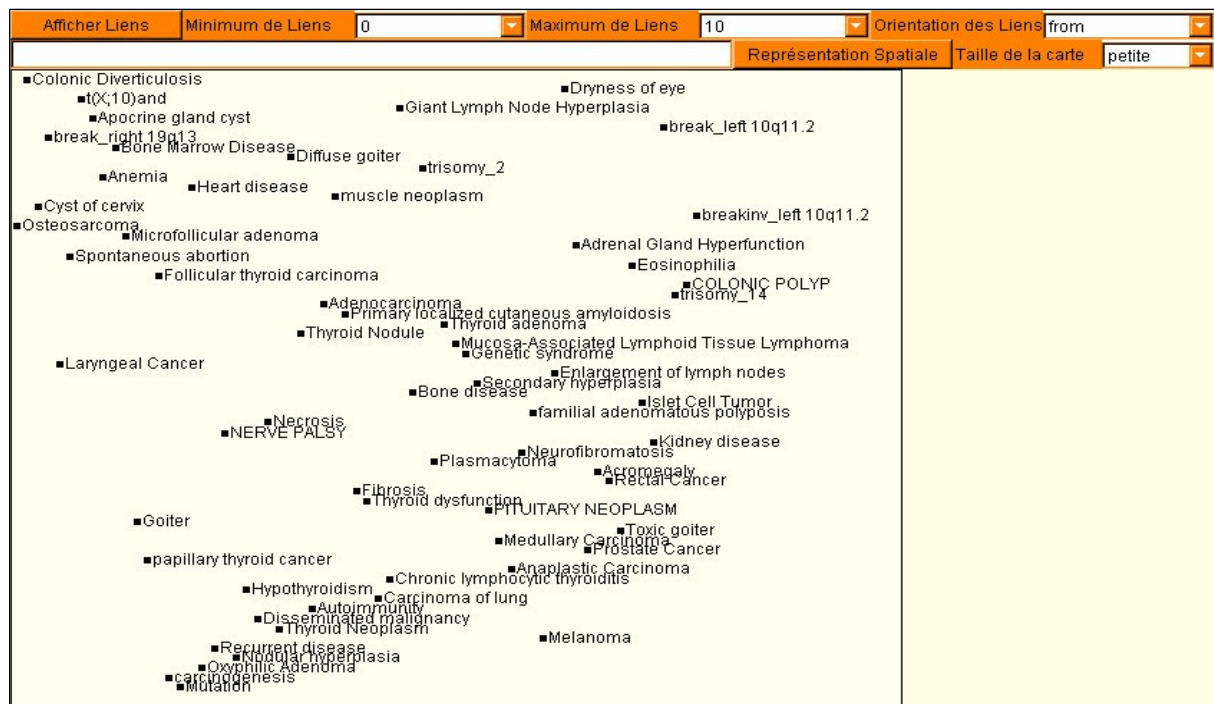 Afficher Liens Minimum de Liens 0 Maximum de Liens 10 Orientation des Liens from
Représentation Spatiale Taille de la carte petite
Colonic Diverticulosis
Dryness of eye
t(X;10)and
Giant Lymph Node Hyperplasia
Apocrine gland cyst
break_left 10q11.2
break_right 19q13
Bone Marrow Disease
Diffuse goiter
trisomy_2
Anemia
Heart disease
muscle neoplasm
Cyst of cervix
breakinv_left 10q11.2
Osteosarcoma
Microfollicular adenoma
Adrenal Gland Hyperfunction
Spontaneous abortion
Eosinophilia
Follicular thyroid carcinoma
COLONIC POLYP
trisomy_14
Adenocarcinoma
Primary localized cutaneous amyloidosis
Thyroid adenoma
Thyroid Nodule
Mucosa-Associated Lymphoid Tissue Lymphoma
Genetic syndrome
Laryngeal Cancer
Enlargement of lymph nodes
Secondary hyperplasia
Bone disease
Islet Cell Tumor
familial adenomatous polyposis
Necrosis
NERVE PALSY
Kidney disease
Neurofibromatosis
Plasmacytoma
Acromegaly
Rectal Cancer
Fibrosis
Thyroid dysfunction
PITUITARY NEOPLASM
Goiter
Toxic goiter
Medullary Carcinoma
Prostate Cancer
papillary thyroid cancer
Anaplastic Carcinoma
Chronic lymphocytic thyroiditis
Hypothyroidism
Carcinoma of lung
Autoimmunity
Disseminated malignancy
Thyroid Neoplasm
Melanoma
Recurrent disease
Nodular hyperplasia
Oxyphilic Adenoma
carcinogenesis
Mutation